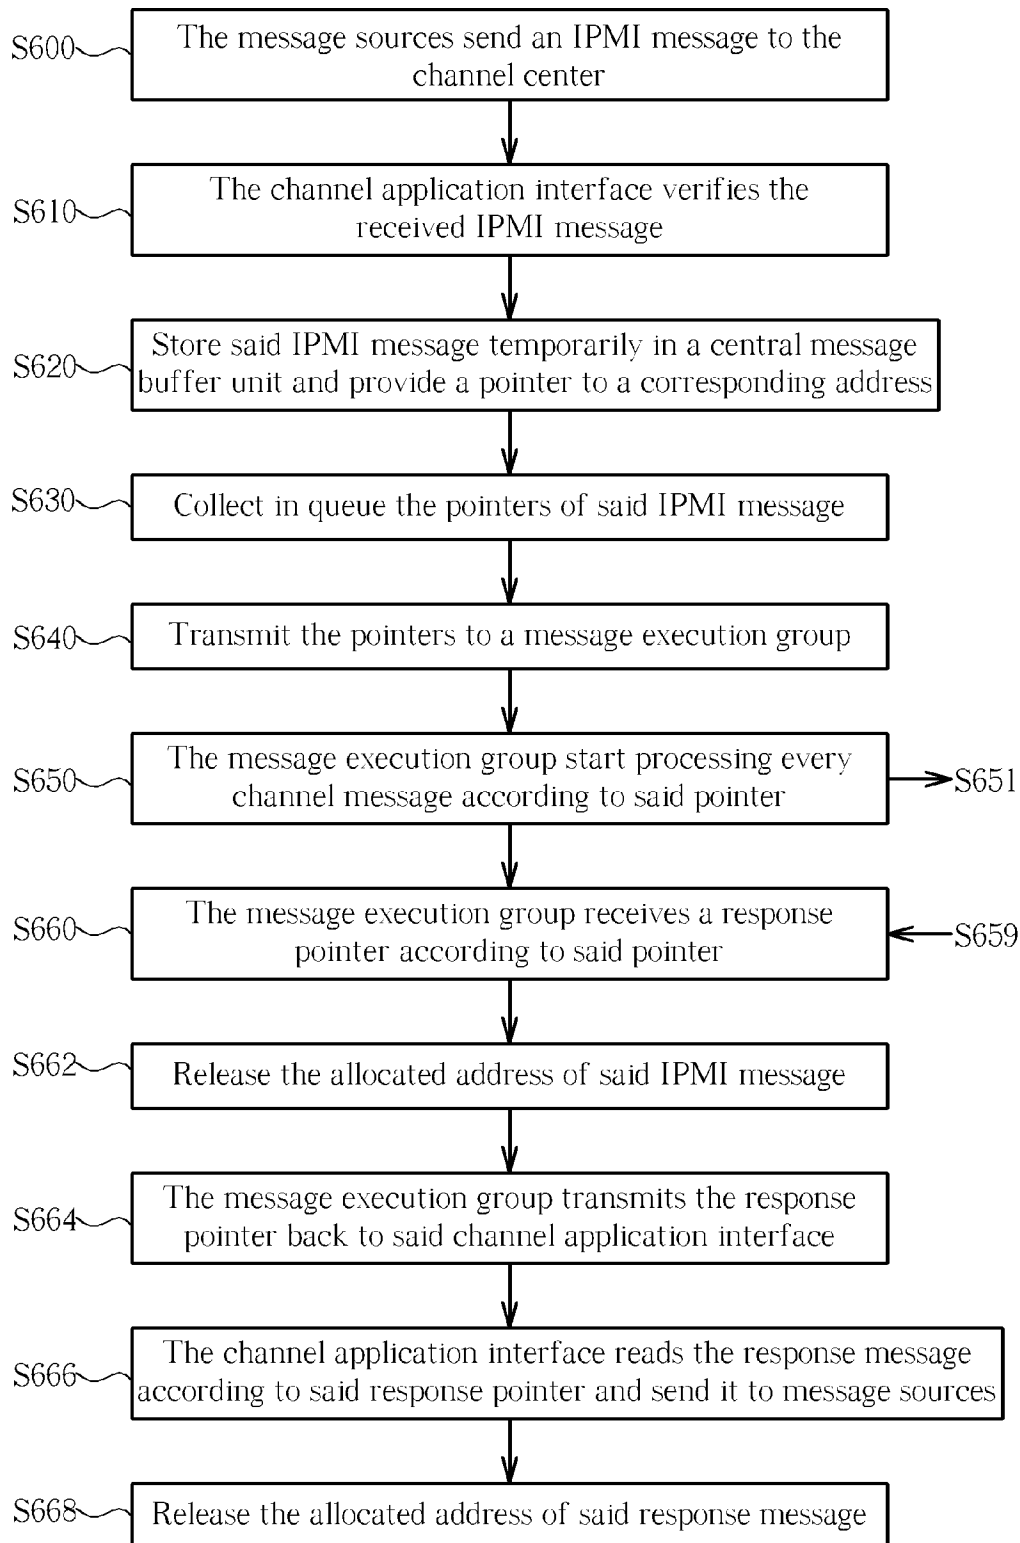 S600
The message sources send an IPMI message to the
channel center
S610
The channel application interface verifies the
received IPMI message
S620
Store said IPMI message temporarily in a central message
buffer unit and provide a pointer to a corresponding address
S630
Collect in queue the pointers of said IPMI message
S640
Transmit the pointers to a message execution group
S650
The message execution group start processing every
channel message according to said pointer
S651
S660
The message execution group receives a response
pointer according to said pointer
S659
S662
Release the allocated address of said IPMI message
S664
The message execution group transmits the response
pointer back to said channel application interface
S666
The channel application interface reads the response message
according to said response pointer and send it to message sources
S668
Release the allocated address of said response message